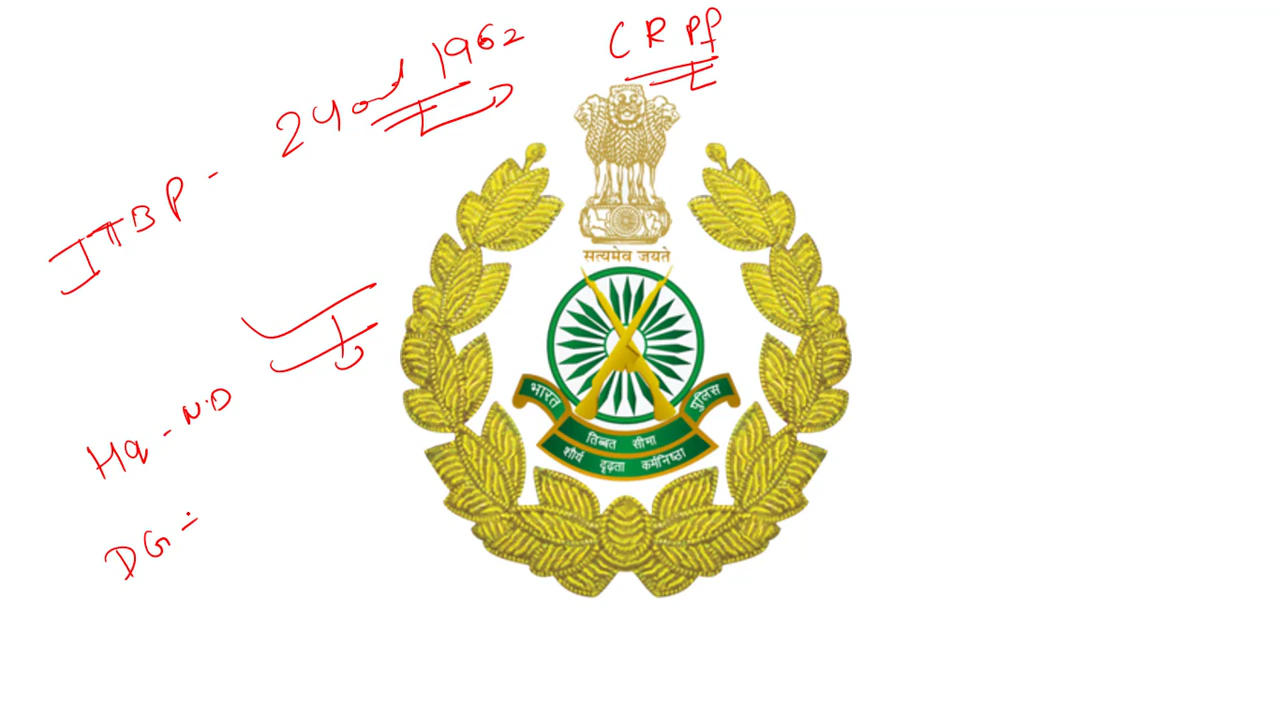 CRPf
ITBP - 24 oct 1962
सत्यमेव जयते
भारत
पुलिस
तिब्बत सीमा
शौर्य दृढ़ता कर्मनिष्ठा
Hq - N.D
DG -